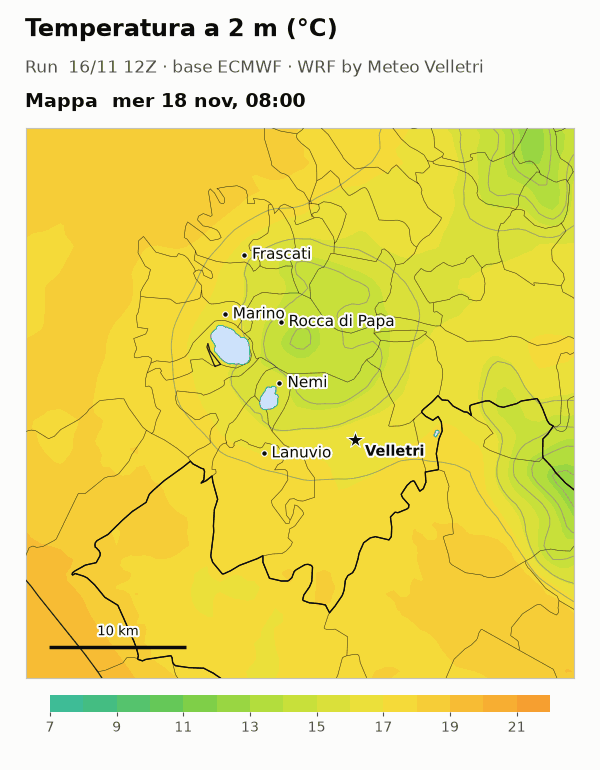 Temperatura a 2 m (°C)
Run  16/11 12Z · base ECMWF · WRF by Meteo Velletri
Mappa  mer 18 nov, 08:00
Frascati
Marino
Rocca di Papa
Nemi
Velletri
Lanuvio
10 km
7 9 11 13 15 17 19 21